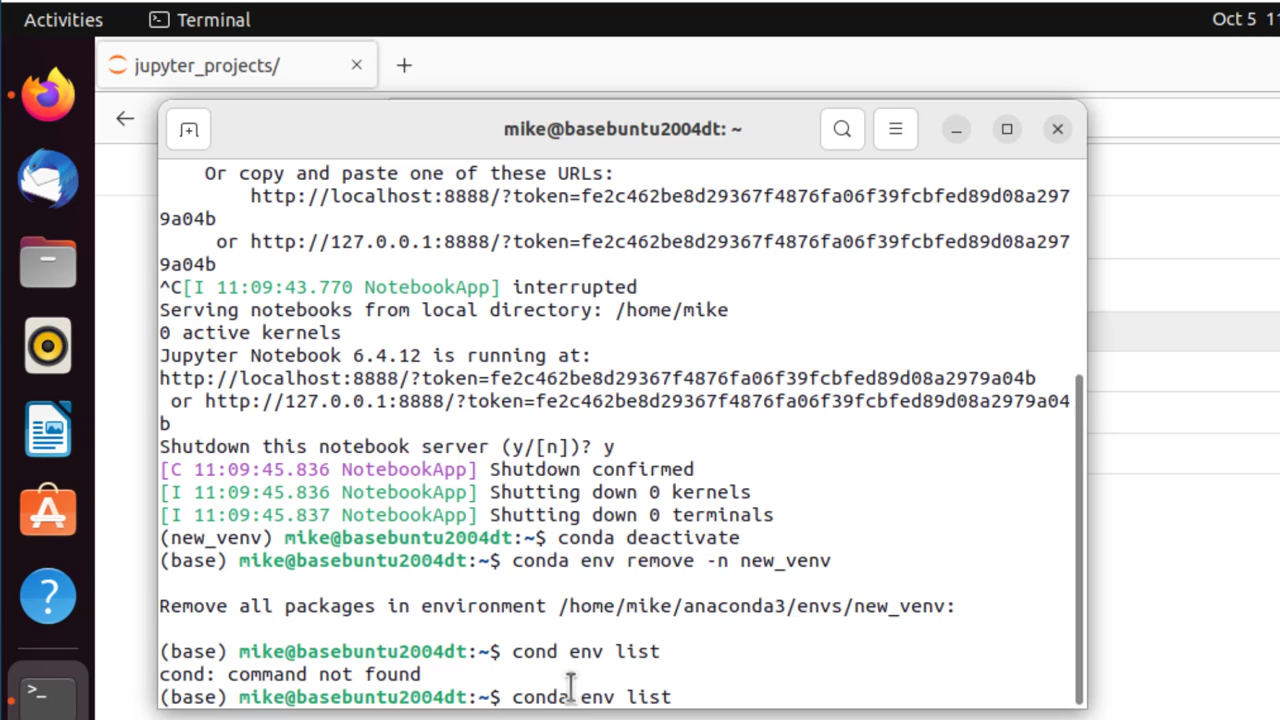 Activities Terminal Oct 5 11
jupyter_projects/
mike@basebuntu2004dt: ~
Or copy and paste one of these URLs:
http://localhost:8888/?token=fe2c462be8d29367f4876fa06f39fcbfed89d08a297
9a04b
or http://127.0.0.1:8888/?token=fe2c462be8d29367f4876fa06f39fcbfed89d08a297
9a04b
^C[I 11:09:43.770 NotebookApp] interrupted
Serving notebooks from local directory: /home/mike
0 active kernels
Jupyter Notebook 6.4.12 is running at:
http://localhost:8888/?token=fe2c462be8d29367f4876fa06f39fcbfed89d08a2979a04b
or http://127.0.0.1:8888/?token=fe2c462be8d29367f4876fa06f39fcbfed89d08a2979a04
b
Shutdown this notebook server (y/[n])? y
[C 11:09:45.836 NotebookApp] Shutdown confirmed
[I 11:09:45.836 NotebookApp] Shutting down 0 kernels
[I 11:09:45.837 NotebookApp] Shutting down 0 terminals
(new_venv) mike@basebuntu2004dt:~$ conda deactivate
(base) mike@basebuntu2004dt:~$ conda env remove -n new_venv
Remove all packages in environment /home/mike/anaconda3/envs/new_venv:
(base) mike@basebuntu2004dt:~$ cond env list
cond: command not found
(base) mike@basebuntu2004dt:~$ conda env list